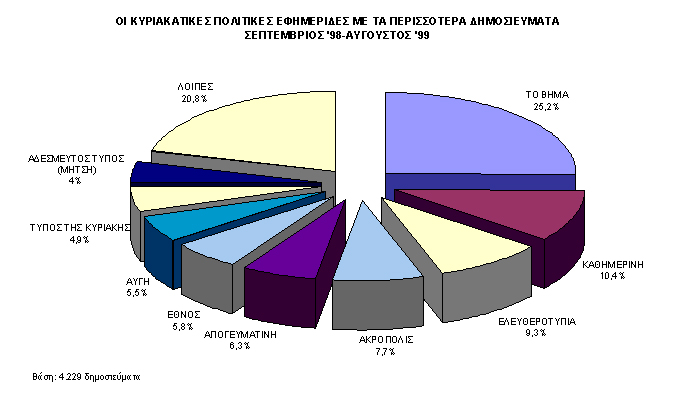 ΟΙ ΚΥΡΙΑΚΑΤΙΚΕΣ ΠΟΛΙΤΙΚΕΣ ΕΦΗΜΕΡΙΔΕΣ ΜΕ ΤΑ ΠΕΡΙΣΣΟΤΕΡΑ ΔΗΜΟΣΙΕΥΜΑΤΑ
ΣΕΠΤΕΜΒΡΙΟΣ '98-ΑΥΓΟΥΣΤΟΣ '99
ΛΟΙΠΕΣ
20,8%
ΤΟ ΒΗΜΑ
25,2%
ΑΔΕΣΜΕΥΤΟΣ ΤΥΠΟΣ
(ΜΗΤΣΗ)
4%
ΤΥΠΟΣ ΤΗΣ ΚΥΡΙΑΚΗΣ
4,9%
ΚΑΘΗΜΕΡΙΝΗ
10,4%
ΑΥΓΗ
5,5%
ΕΘΝΟΣ
5,8%
ΑΠΟΓΕΥΜΑΤΙΝΗ
6,3%
ΑΚΡΟΠΟΛΙΣ
7,7%
ΕΛΕΥΘΕΡΟΤΥΠΙΑ
9,3%
Βάση: 4.229 δημοσιεύματα